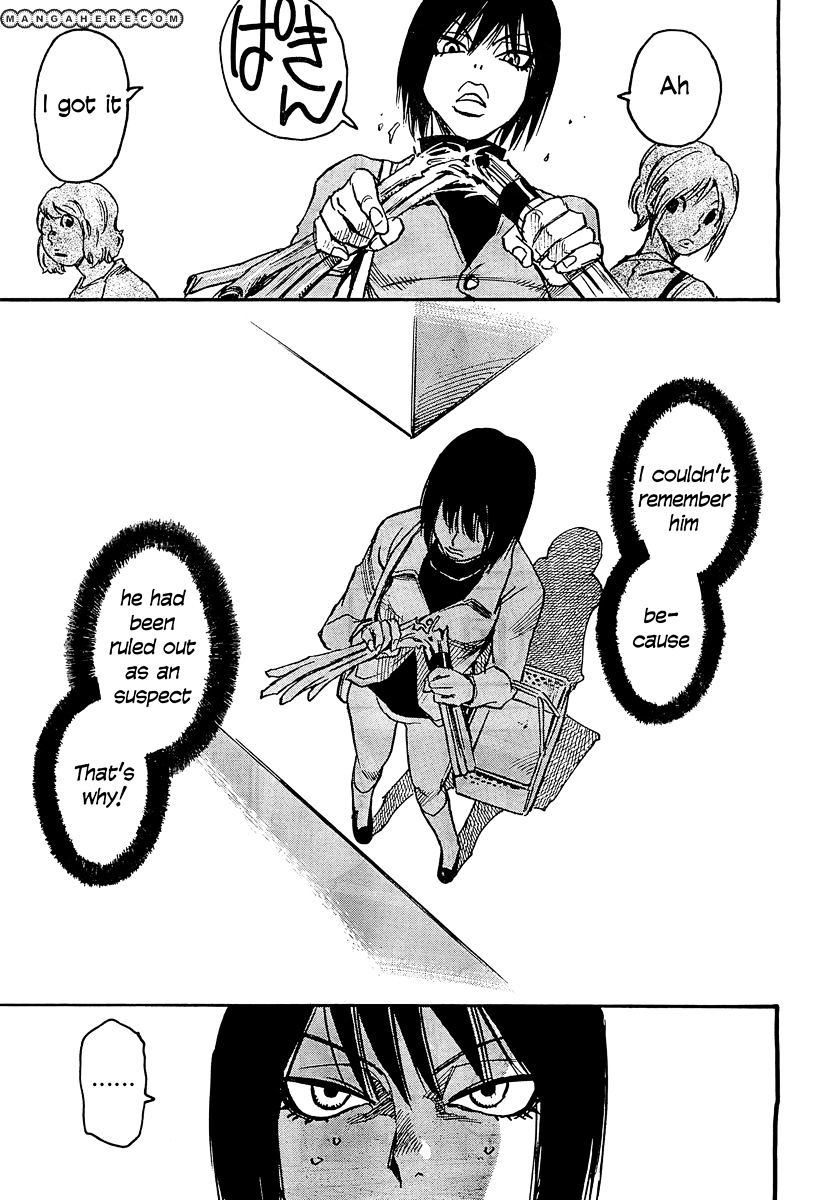 MANGAHERE.COM
Ah
ぱきん
I got it
I couldn't
remember
him
be-
cause
he had
been
ruled out
as an
suspect
That's
why!
......